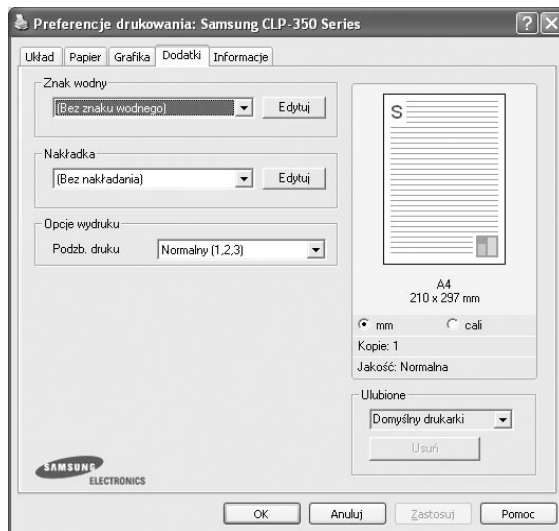 Preferencje drukowania: Samsung CLP-350 Series
Układ Papier Grafika Dodatki Informacje
Znak wodny
(Bez znaku wodnego) Edytuj
Nakładka
(Bez nakładania) Edytuj
Opcje wydruku
Podzb. druku Normalny (1,2,3)
S
A4
210 x 297 mm
mm cali
Kopie: 1
Jakość: Normalna
Ulubione
Domyślny drukarki
Usuń
SAMSUNG
ELECTRONICS
OK Anuluj Zastosuj Pomoc